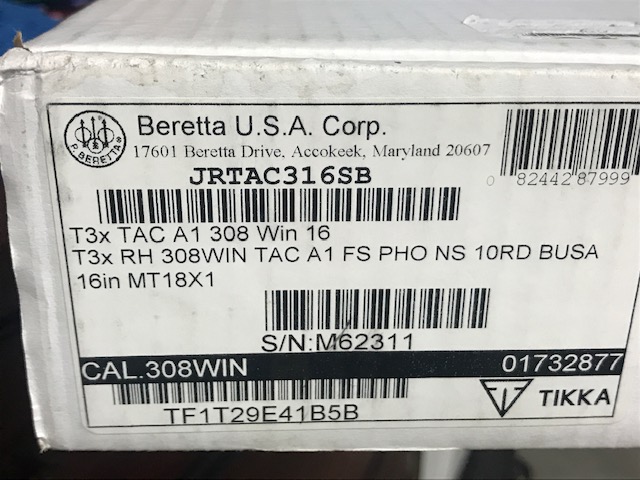 Beretta U.S.A. Corp.
17601 Beretta Drive, Accokeek, Maryland 20607
P. BERETTA
JRTAC316SB
0 82442 87999
T3x TAC A1 308 Win 16
T3x RH 308WIN TAC A1 FS PHO NS 10RD BUSA
16in MT18X1
S/N:M62311
CAL.308WIN 01732877
TF1T29E41B5B
TIKKA